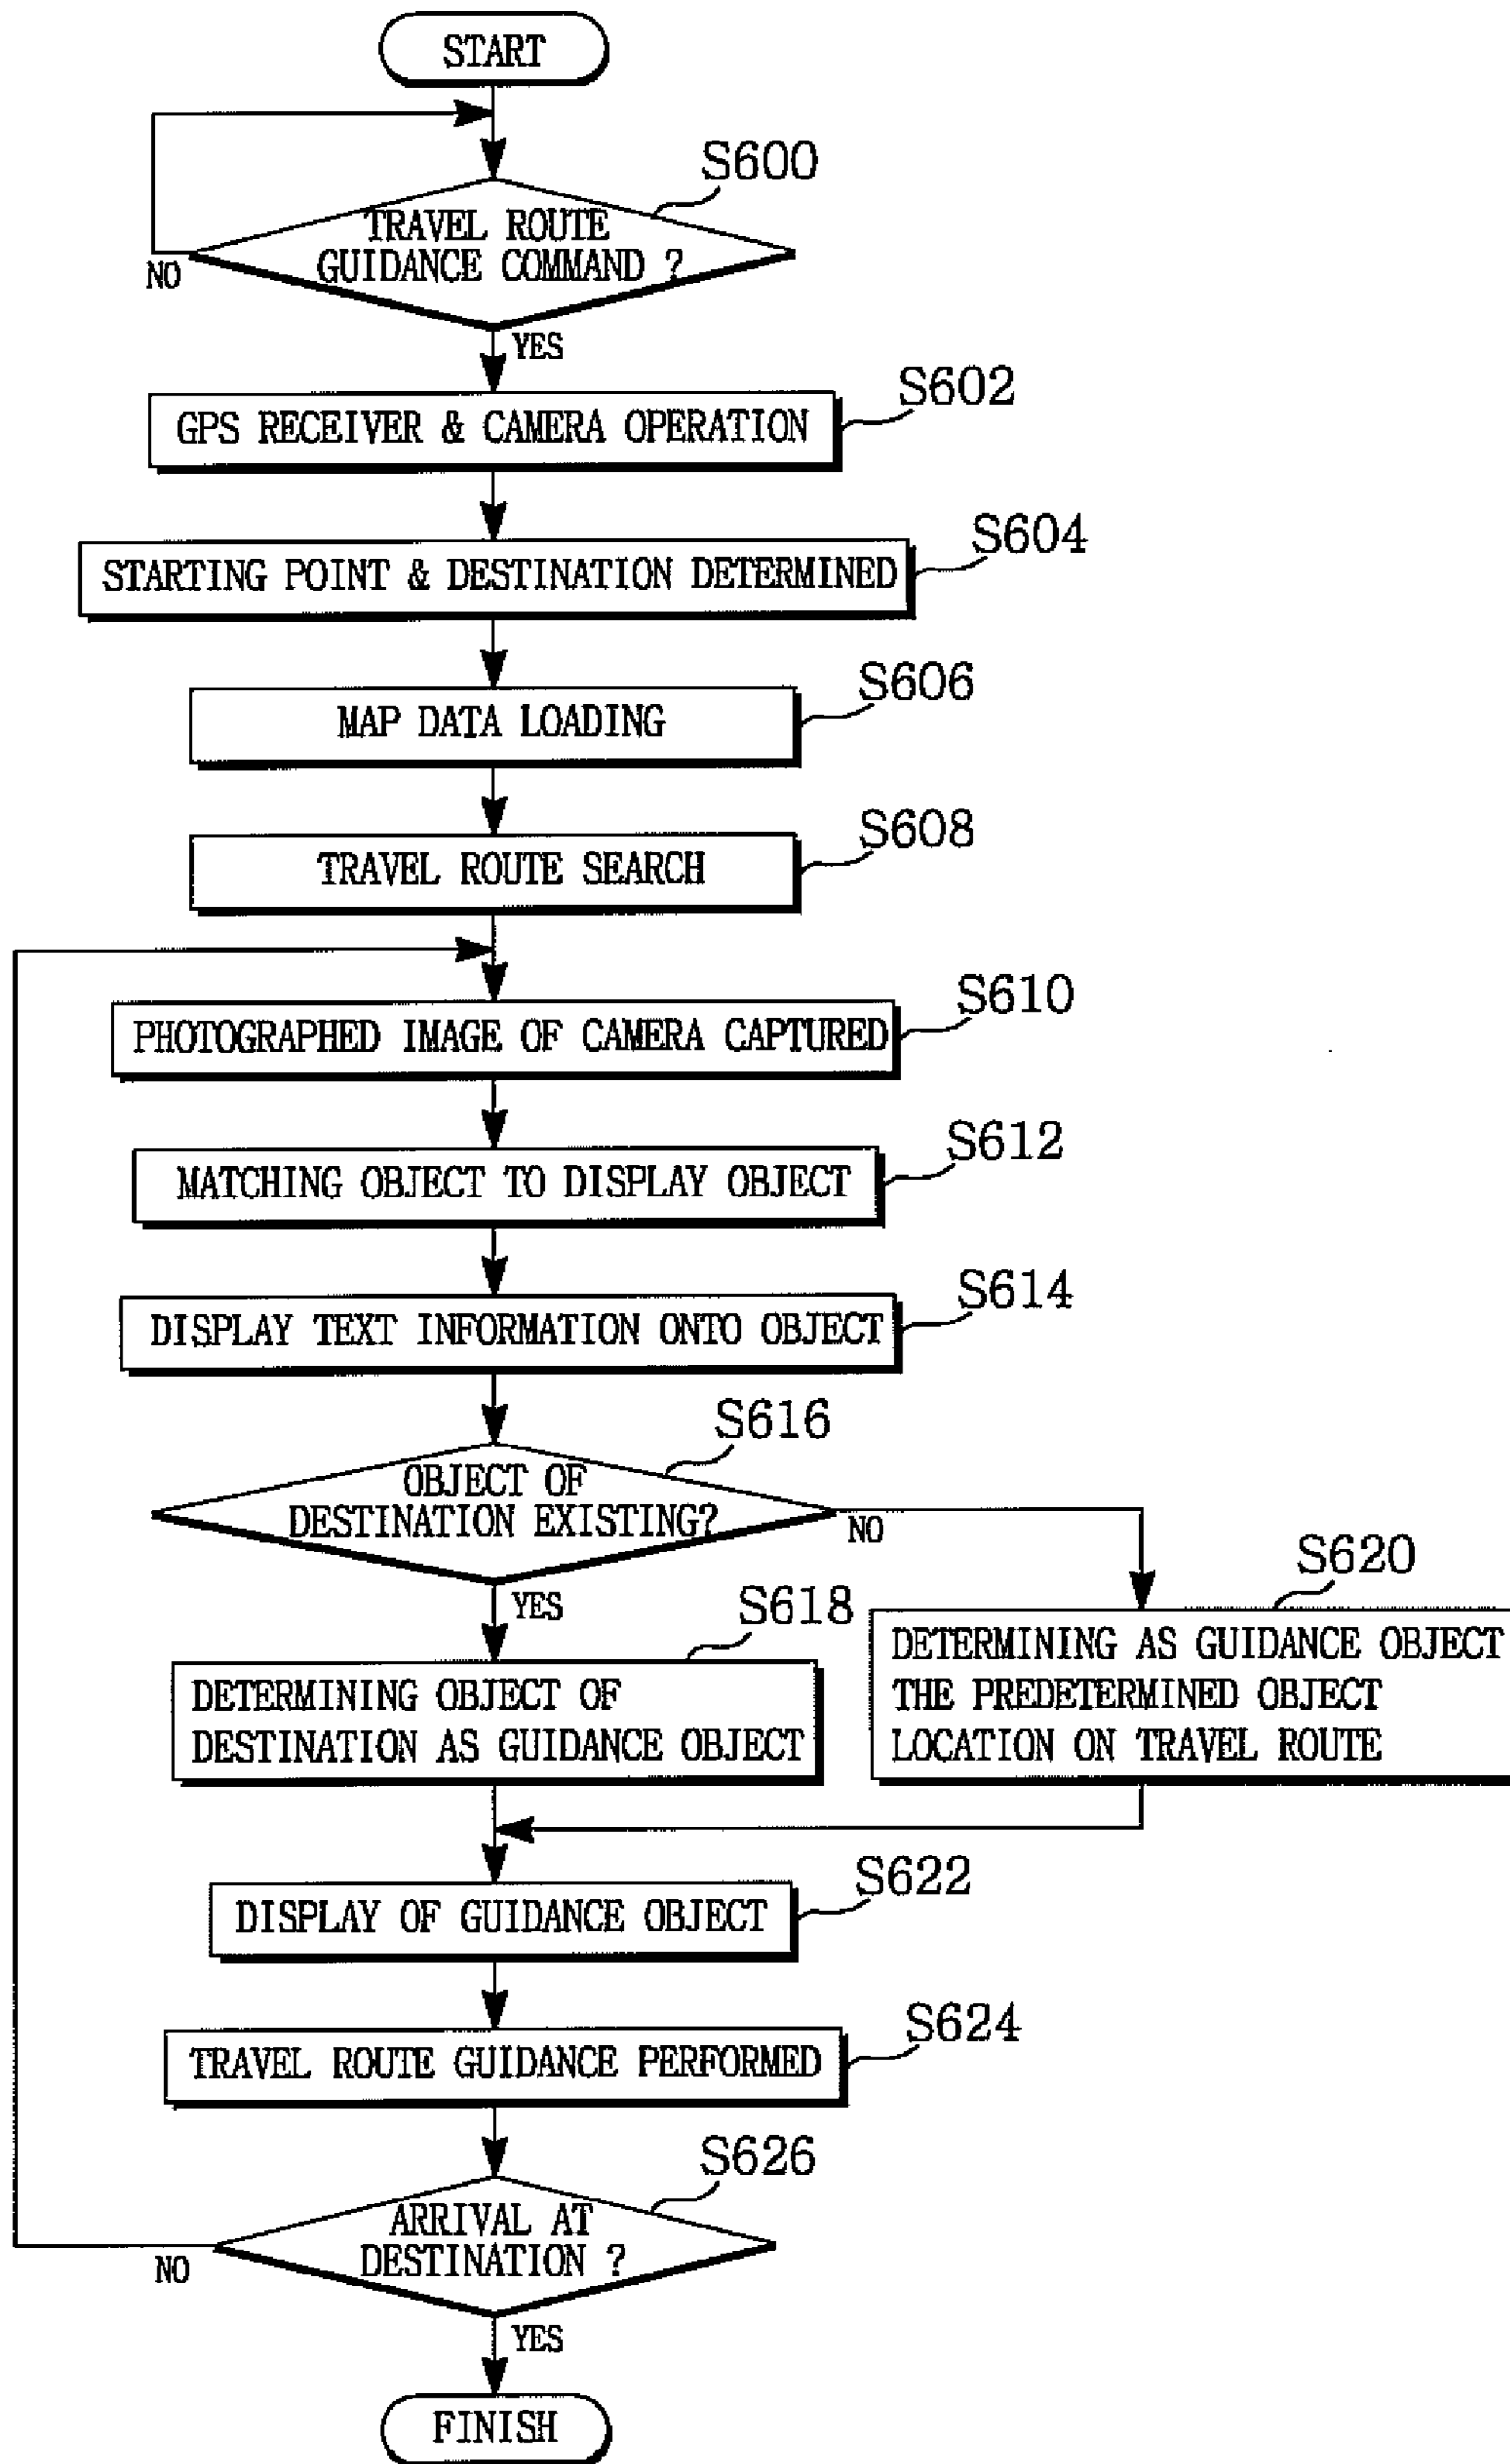 START
S600
TRAVEL ROUTE
GUIDANCE COMMAND ?
NO
YES
S602
GPS RECEIVER & CAMERA OPERATION
S604
STARTING POINT & DESTINATION DETERMINED
S606
MAP DATA LOADING
S608
TRAVEL ROUTE SEARCH
S610
PHOTOGRAPHED IMAGE OF CAMERA CAPTURED
S612
MATCHING OBJECT TO DISPLAY OBJECT
S614
DISPLAY TEXT INFORMATION ONTO OBJECT
S616
OBJECT OF
DESTINATION EXISTING?
NO
YES
S618
DETERMINING OBJECT OF
DESTINATION AS GUIDANCE OBJECT
S620
DETERMINING AS GUIDANCE OBJECT
THE PREDETERMINED OBJECT
LOCATION ON TRAVEL ROUTE
S622
DISPLAY OF GUIDANCE OBJECT
S624
TRAVEL ROUTE GUIDANCE PERFORMED
S626
ARRIVAL AT
DESTINATION ?
NO
YES
FINISH